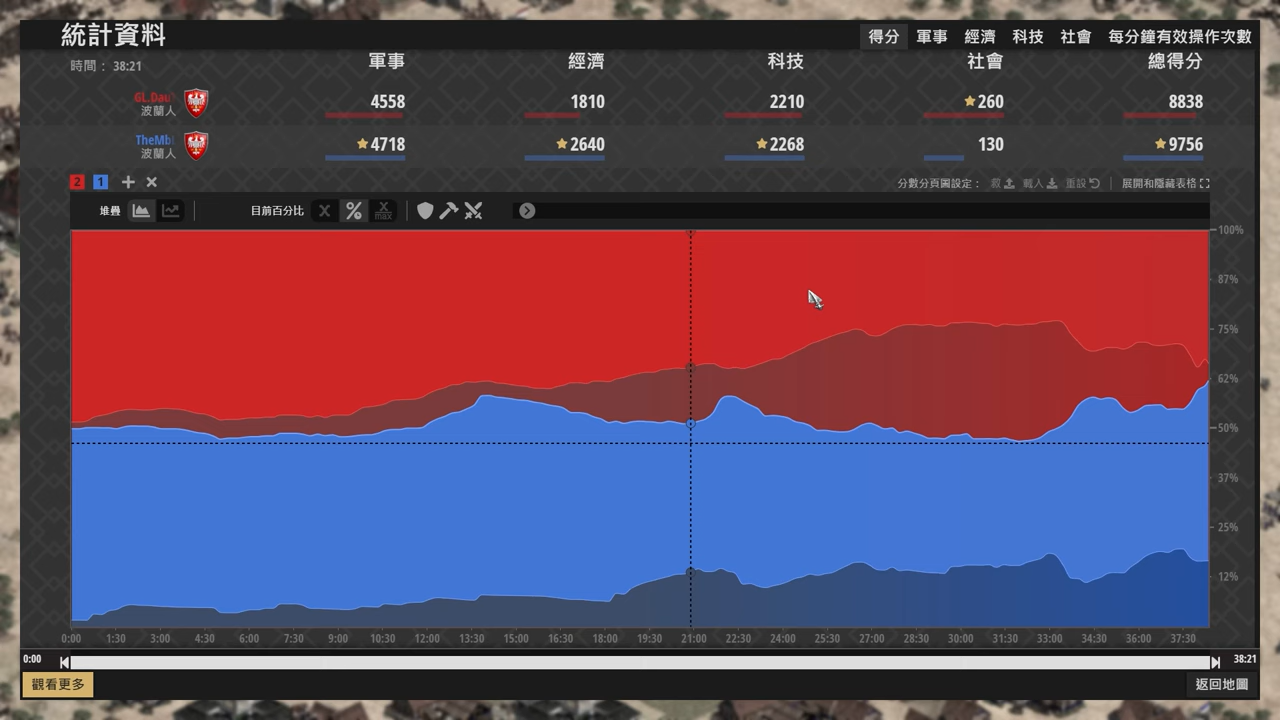 統計資料
得分 軍事 經濟 科技 社會 每分鐘有效操作次數
時間： 38:21
軍事 經濟 科技 社會 總得分
GL.Dau
波蘭人
4558 1810 2210 260 8838
TheMb
波蘭人
4718 2640 2268 130 9756
2 1
分數分頁圖設定： 載入 重設 展開和隱藏表格
堆疊 目前百分比 X % X max
100%
87%
75%
62%
50%
37%
25%
12%
0:00 1:30 3:00 4:30 6:00 7:30 9:00 10:30 12:00 13:30 15:00 16:30 18:00 19:30 21:00 22:30 24:00 25:30 27:00 28:30 30:00 31:30 33:00 34:30 36:00 37:30
0:00 38:21
觀看更多 返回地圖